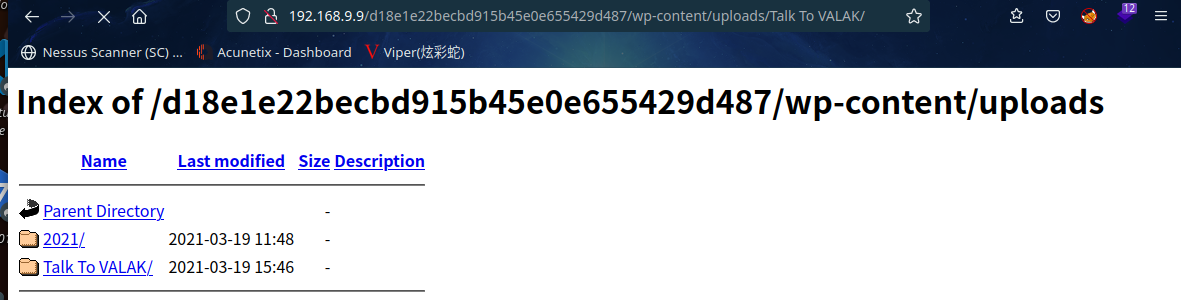 192.168.9.9/d18e1e22becbd915b45e0e655429d487/wp-content/uploads/Talk To VALAK/
12
Nessus Scanner (SC) ... Acunetix - Dashboard Viper(炫彩蛇)
Index of /d18e1e22becbd915b45e0e655429d487/wp-content/uploads
Name Last modified Size Description
Parent Directory -
2021/ 2021-03-19 11:48 -
Talk To VALAK/ 2021-03-19 15:46 -